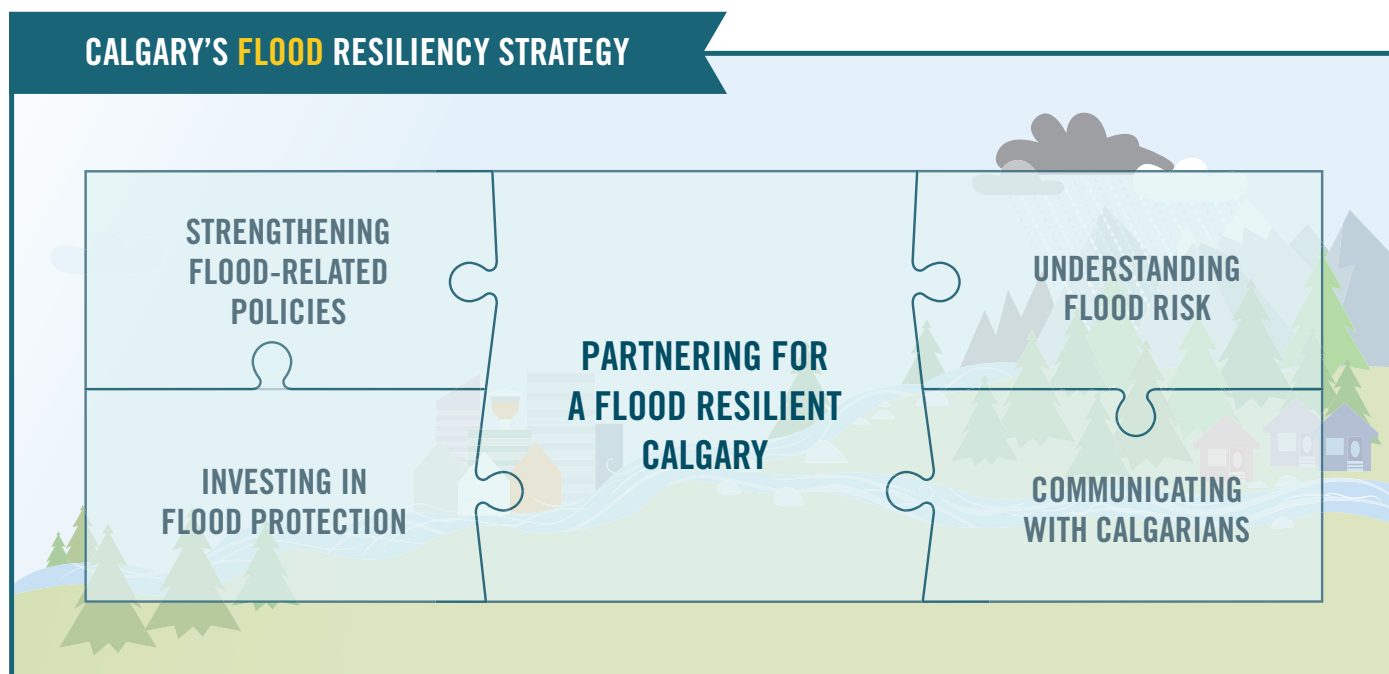 CALGARY'S FLOOD RESILIENCY STRATEGY
STRENGTHENING
FLOOD-RELATED
POLICIES
INVESTING IN
FLOOD PROTECTION
PARTNERING FOR
A FLOOD RESILIENT
CALGARY
UNDERSTANDING
FLOOD RISK
COMMUNICATING
WITH CALGARIANS